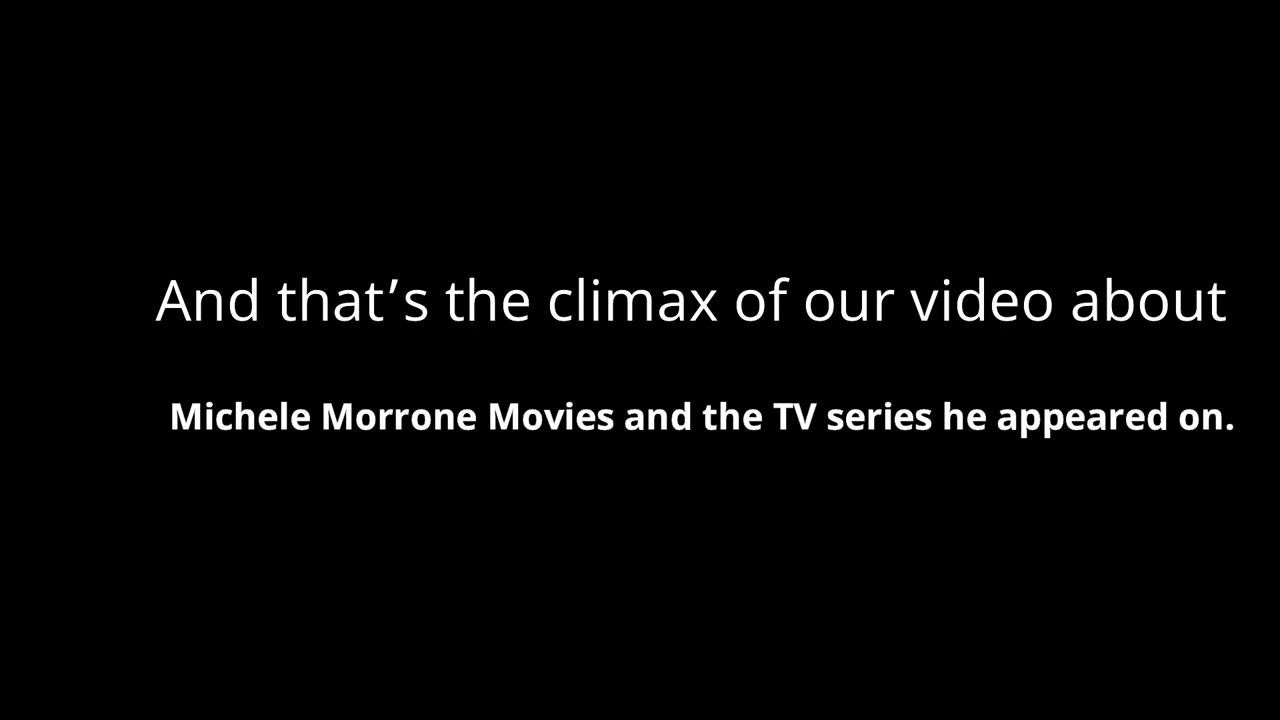 And that’s the climax of our video about
Michele Morrone Movies and the TV series he appeared on.